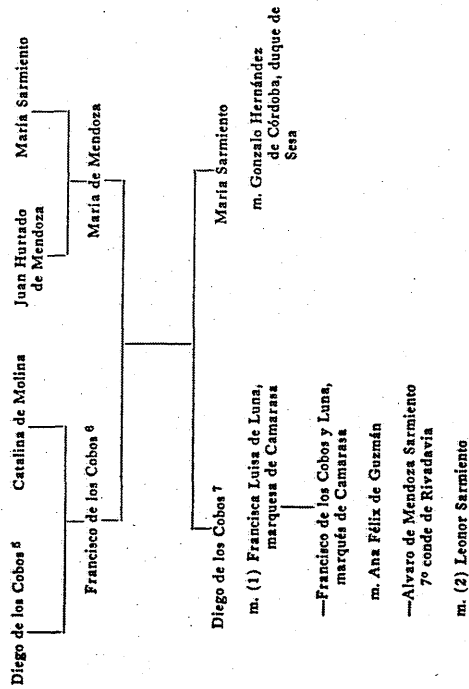 Diego de los Cobos 6
Catalina de Molina
Juan Hurtado
de Mendoza
María Sarmiento
Francisco de los Cobos 6
María de Mendoza
Diego de los Cobos 7
María Sarmiento
m. (1) Francisca Luisa de Luna,
marquesa de Camarasa
m. Gonzalo Hernández
de Córdoba, duque de
Sesa
—Francisco de los Cobos y Luna,
marqués de Camarasa
m. Ana Félix de Guzmán
—Alvaro de Mendoza Sarmiento
7º conde de Rivadavia
m. (2) Leonor Sarmiento